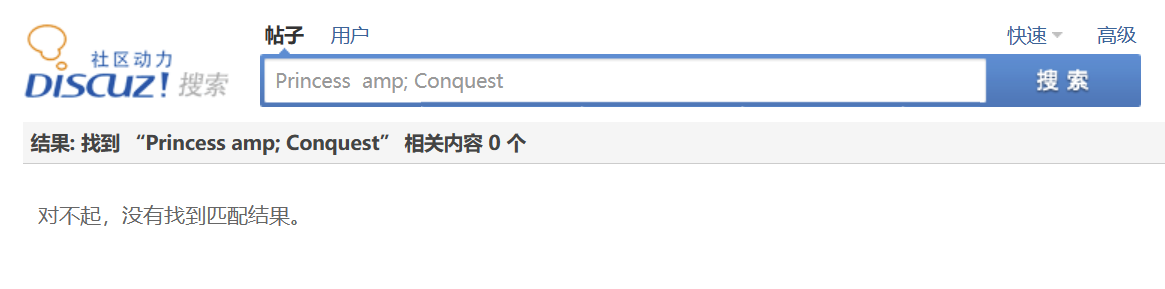 帖子 用户 快速 高级
社区动力
DISCUZ! 搜索
Princess  amp; Conquest 搜索
结果: 找到 “Princess amp; Conquest” 相关内容 0 个
对不起，没有找到匹配结果。